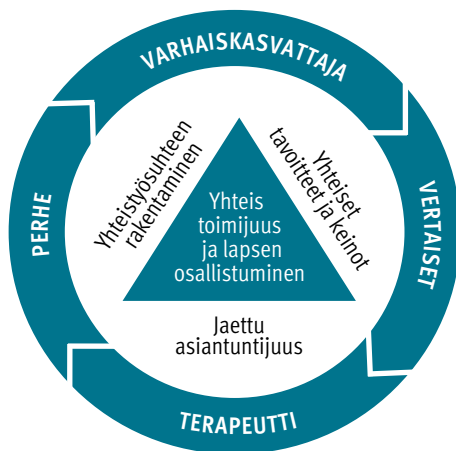 VARHAISKASVATTAJA
PERHE
VERTAISET
TERAPEUTTI
Yhteistyösuhteen
rakentaminen
Yhteiset
tavoitteet ja keinot
Yhteis
toimijuus
ja lapsen
osallistuminen
Jaettu
asiantuntijuus